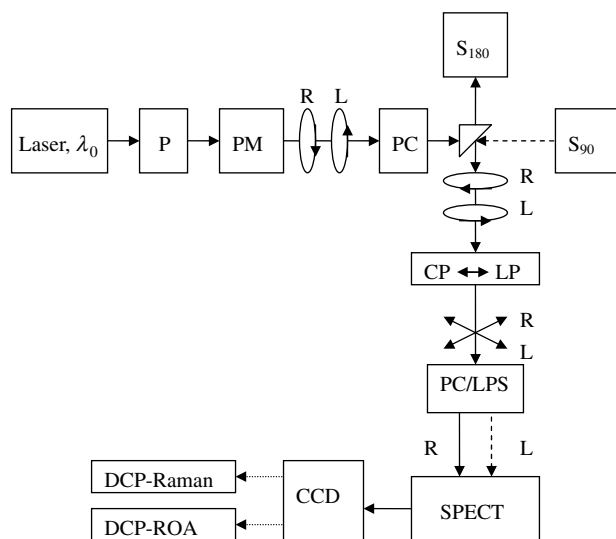 S180
R L
Laser, λ0 P PM PC S90
R
L
CP LP
R
L
PC/LPS
R L
DCP-Raman
CCD SPECT
DCP-ROA